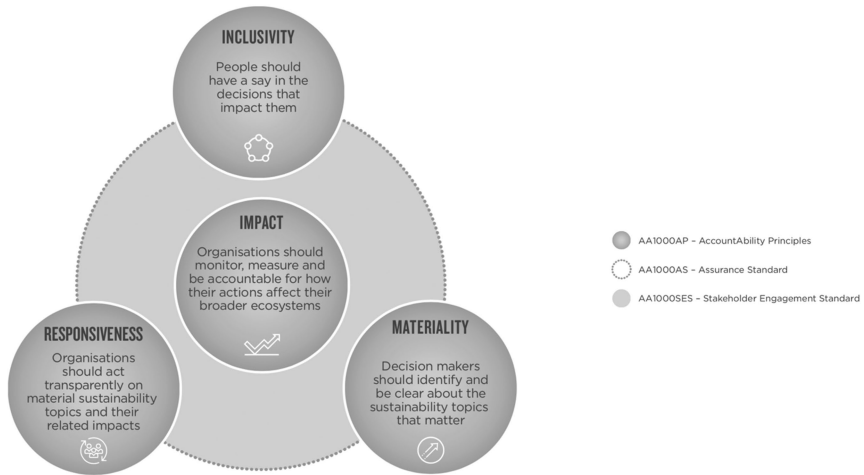 INCLUSIVITY
People should
have a say in the
decisions that
impact them
IMPACT
Organisations should
monitor, measure and
be accountable for how
their actions affect their
broader ecosystems
RESPONSIVENESS
Organisations
should act
transparently on
material sustainability
topics and their
related impacts
MATERIALITY
Decision makers
should identify and
be clear about the
sustainability topics
that matter
AA1000AP – AccountAbility Principles
AA1000AS – Assurance Standard
AA1000SES – Stakeholder Engagement Standard